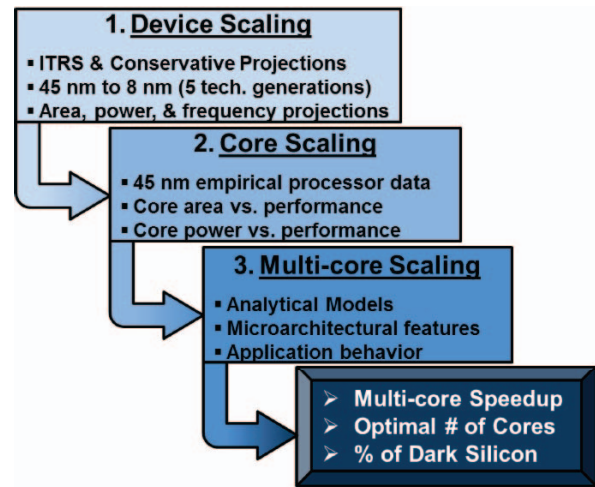 1. Device Scaling
▪ ITRS & Conservative Projections
▪ 45 nm to 8 nm (5 tech. generations)
▪ Area, power, & frequency projections
2. Core Scaling
▪ 45 nm empirical processor data
▪ Core area vs. performance
▪ Core power vs. performance
3. Multi-core Scaling
▪ Analytical Models
▪ Microarchitectural features
▪ Application behavior
➢ Multi-core Speedup
➢ Optimal # of Cores
➢ % of Dark Silicon